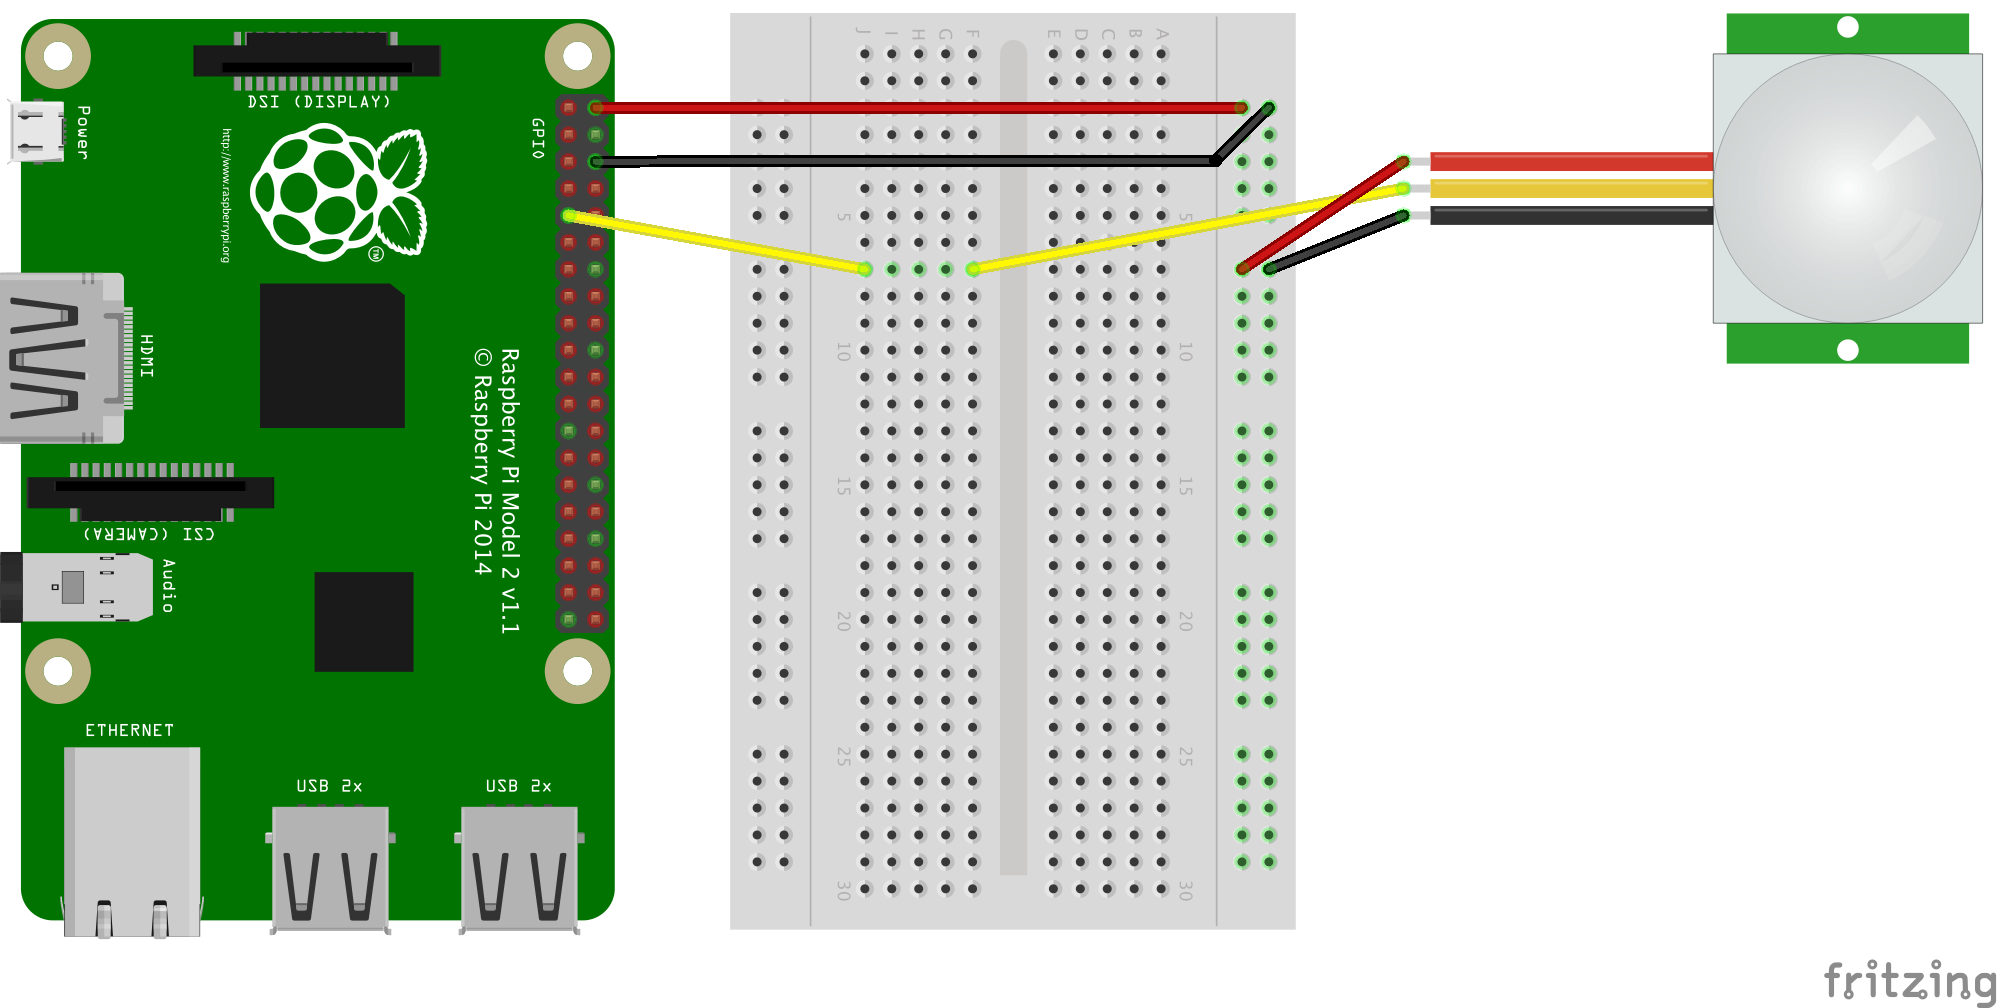 DSI (DISPLAY)
Power
GPIO
http://www.raspberrypi.org
TM
HDMI
Raspberry Pi Model 2 v1.1
© Raspberry Pi 2014
CSI (CAMERA)
Audio
ETHERNET
USB 2x
USB 2x
J I H G F E D C B A
5 5
10 10
15 15
20 20
25 25
30 30
fritzing